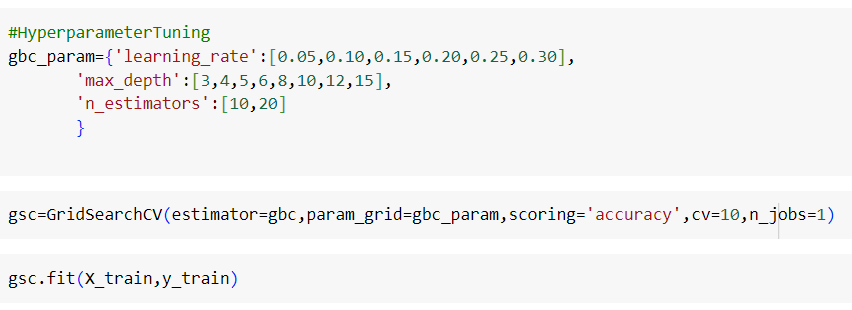 #HyperparameterTuning
gbc_param={'learning_rate':[0.05,0.10,0.15,0.20,0.25,0.30],
'max_depth':[3,4,5,6,8,10,12,15],
'n_estimators':[10,20]
}
gsc=GridSearchCV(estimator=gbc,param_grid=gbc_param,scoring='accuracy',cv=10,n_jobs=1)
gsc.fit(X_train,y_train)